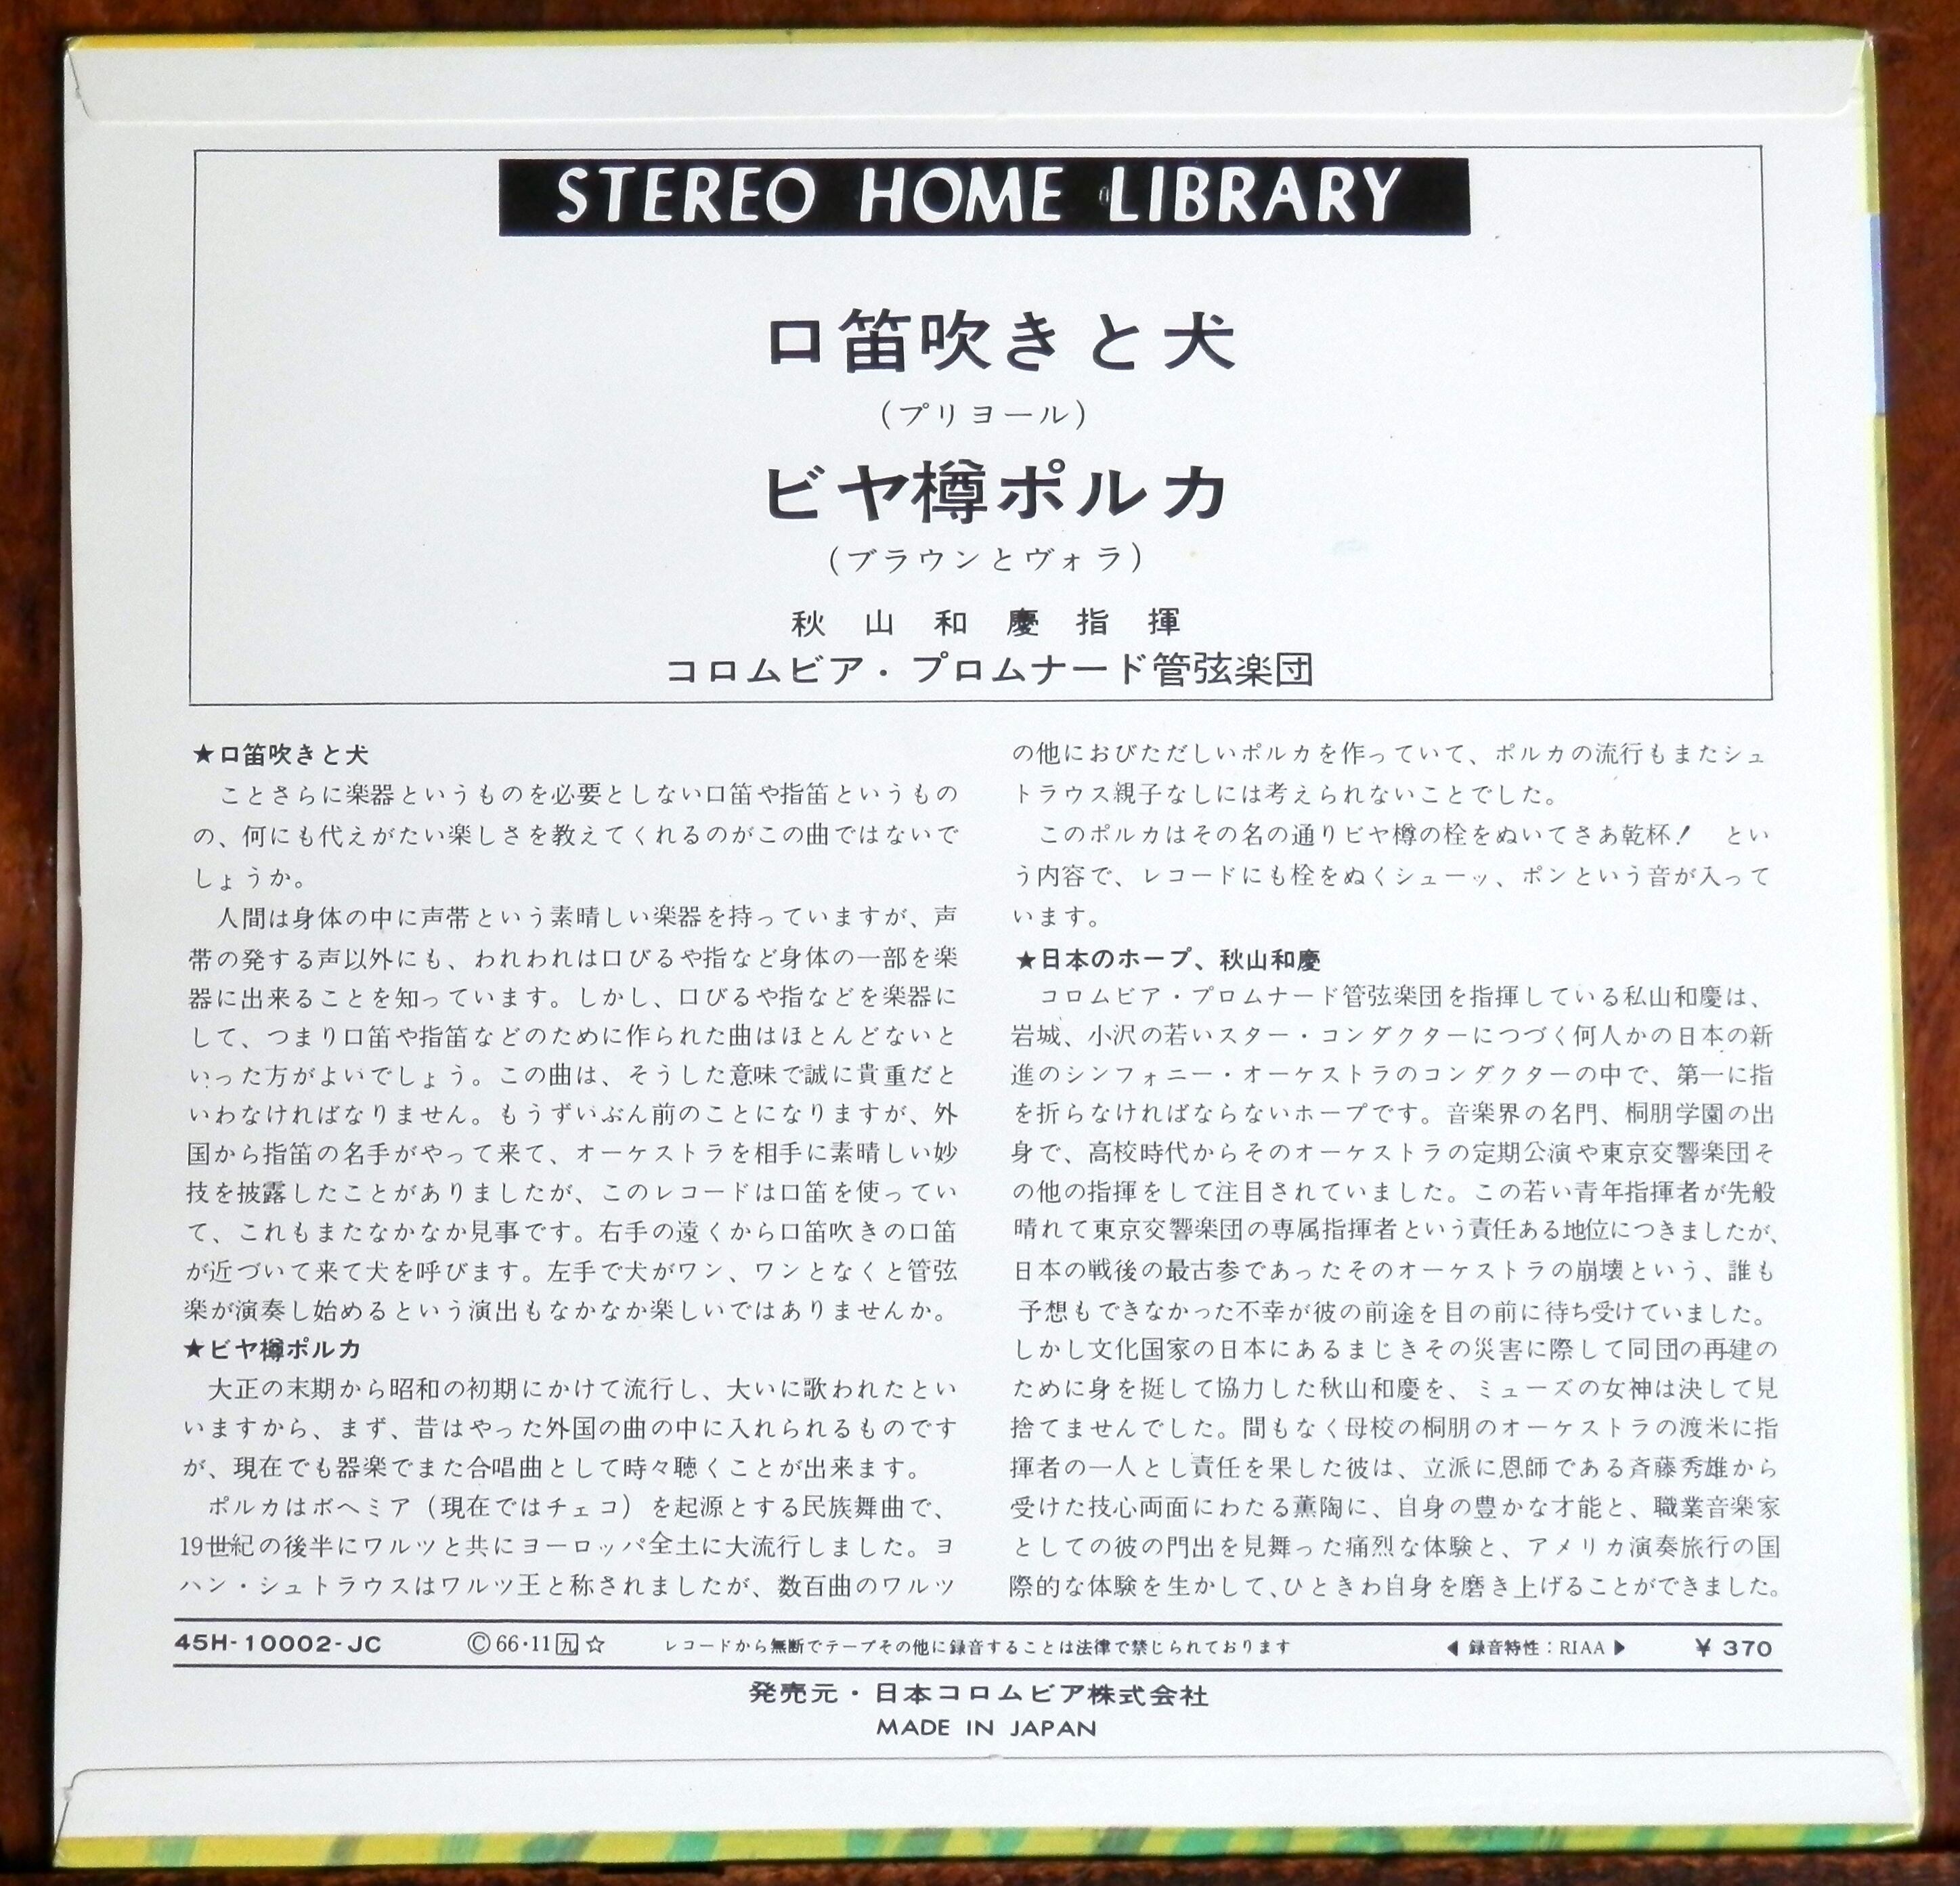 STEREO HOME LIBRARY
口笛吹きと犬
(プリヨール)
ビヤ樽ポルカ
(ブラウンとヴォラ)
秋山和慶指揮
コロムビア・プロムナード管弦楽団
★口笛吹きと犬
ことさらに楽器というものを必要としない口笛や指笛というもの
の、何にも代えがたい楽しさを教えてくれるのがこの曲ではないで
しょうか。
人間は身体の中に声帯という素晴しい楽器を持っていますが、声
帯の発する声以外にも、われわれは口びるや指など身体の一部を楽
器に出来ることを知っています。しかし、口びるや指などを楽器に
して、つまり口笛や指笛などのために作られた曲はほとんどないと
いった方がよいでしょう。この曲は、そうした意味で誠に貴重だと
いわなければなりません。もうずいぶん前のことになりますが、外
国から指笛の名手がやって来て、オーケストラを相手に素晴しい妙
技を披露したことがありましたが、このレコードは口笛を使ってい
て、これもまたなかなか見事です。右手の遠くから口笛吹きの口笛
が近づいて来て犬を呼びます。左手で犬がワン、ワンとなくと管弦
楽が演奏し始めるという演出もなかなか楽しいではありませんか。
★ビヤ樽ポルカ
大正の末期から昭和の初期にかけて流行し、大いに歌われたとい
いますから、まず、昔はやった外国の曲の中に入れられるものです
が、現在でも器楽でまた合唱曲として時々聴くことが出来ます。
ポルカはボヘミア（現在ではチェコ）を起源とする民族舞曲で、
19世紀の後半にワルツと共にヨーロッパ全土に大流行しました。ヨ
ハン・シュトラウスはワルツ王と称されましたが、数百曲のワルツ
の他におびただしいポルカを作っていて、ポルカの流行もまたシュ
トラウス親子なしには考えられないことでした。
このポルカはその名の通りビヤ樽の栓をぬいてさあ乾杯！　とい
う内容で、レコードにも栓をぬくシューッ、ポンという音が入って
います。
★日本のホープ、秋山和慶
コロムビア・プロムナード管弦楽団を指揮している私山和慶は、
岩城、小沢の若いスター・コンダクターにつづく何人かの日本の新
進のシンフォニー・オーケストラのコンダクターの中で、第一に指
を折らなければならないホープです。音楽界の名門、桐朋学園の出
身で、高校時代からそのオーケストラの定期公演や東京交響楽団そ
の他の指揮をして注目されていました。この若い青年指揮者が先般
晴れて東京交響楽団の専属指揮者という責任ある地位につきましたが、
日本の戦後の最古参であったそのオーケストラの崩壊という、誰も
予想もできなかった不幸が彼の前途を目の前に待ち受けていました。
しかし文化国家の日本にあるまじきその災害に際して同団の再建の
ために身を挺して協力した秋山和慶を、ミューズの女神は決して見
捨てませんでした。間もなく母校の桐朋のオーケストラの渡米に指
揮者の一人とし責任を果した彼は、立派に恩師である斉藤秀雄から
受けた技心両面にわたる薫陶に、自身の豊かな才能と、職業音楽家
としての彼の門出を見舞った痛烈な体験と、アメリカ演奏旅行の国
際的な体験を生かして、ひときわ自身を磨き上げることができました。
45H-10002-JC Ⓒ66・11 九 ☆ レコードから無断でテープその他に録音することは法律で禁じられております ◀録音特性：RIAA▶ ￥370
発売元・日本コロムビア株式会社
MADE IN JAPAN